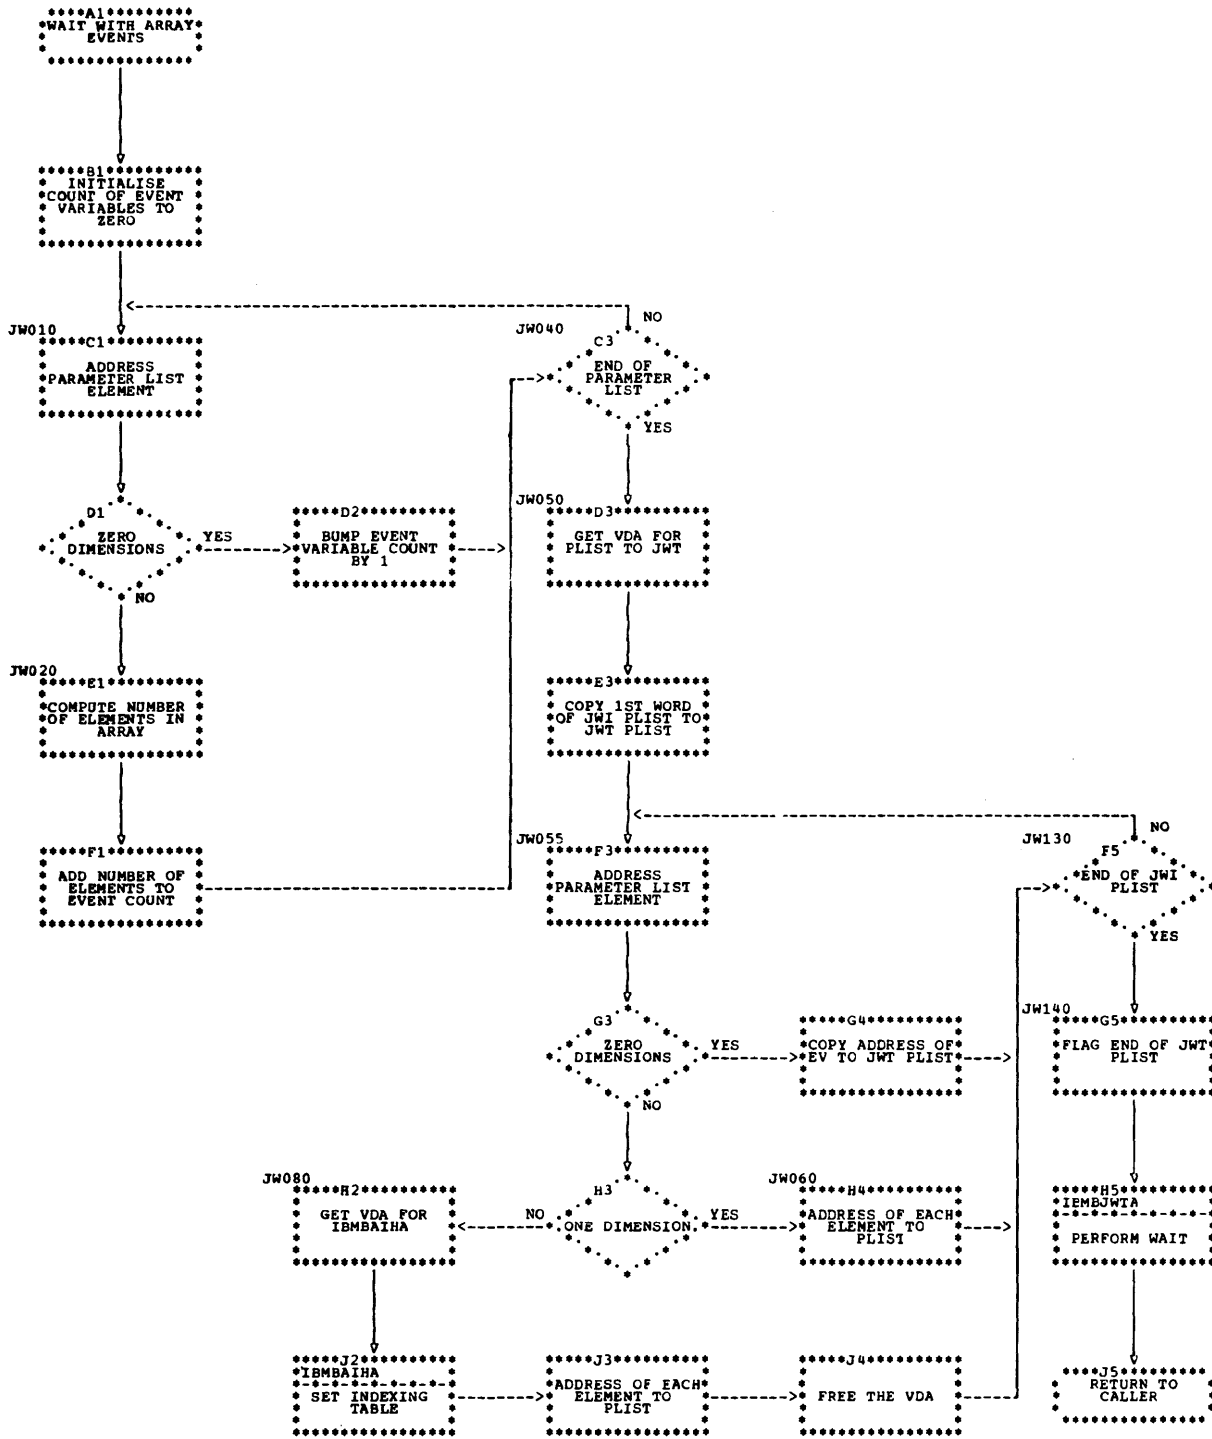 A1
WAIT WITH ARRAY
EVENTS
B1
INITIALISE
COUNT OF EVENT
VARIABLES TO
ZERO
NO
JW010
C1
ADDRESS
PARAMETER LIST
ELEMENT
JW040
C3
END OF
PARAMETER
LIST
YES
D1
ZERO
DIMENSIONS
YES
NO
D2
BUMP EVENT
VARIABLE COUNT
BY 1
JW050
D3
GET VDA FOR
PLIST TO JWT
JW020
E1
COMPUTE NUMBER
OF ELEMENTS IN
ARRAY
E3
COPY 1ST WORD
OF JWI PLIST TO
JWT PLIST
F1
ADD NUMBER OF
ELEMENTS TO
EVENT COUNT
JW055
F3
ADDRESS
PARAMETER LIST
ELEMENT
JW130
NO
F5
END OF JWI
PLIST
YES
G3
ZERO
DIMENSIONS
YES
NO
G4
COPY ADDRESS OF
EV TO JWT PLIST
JW140
G5
FLAG END OF JWT
PLIST
JW080
H2
GET VDA FOR
IBMBAIHA
NO
H3
ONE DIMENSION
YES
JW060
H4
ADDRESS OF EACH
ELEMENT TO
PLIST
H5
IBMBJWTA
PERFORM WAIT
J2
IBMBAIHA
SET INDEXING
TABLE
J3
ADDRESS OF EACH
ELEMENT TO
PLIST
J4
FREE THE VDA
J5
RETURN TO
CALLER